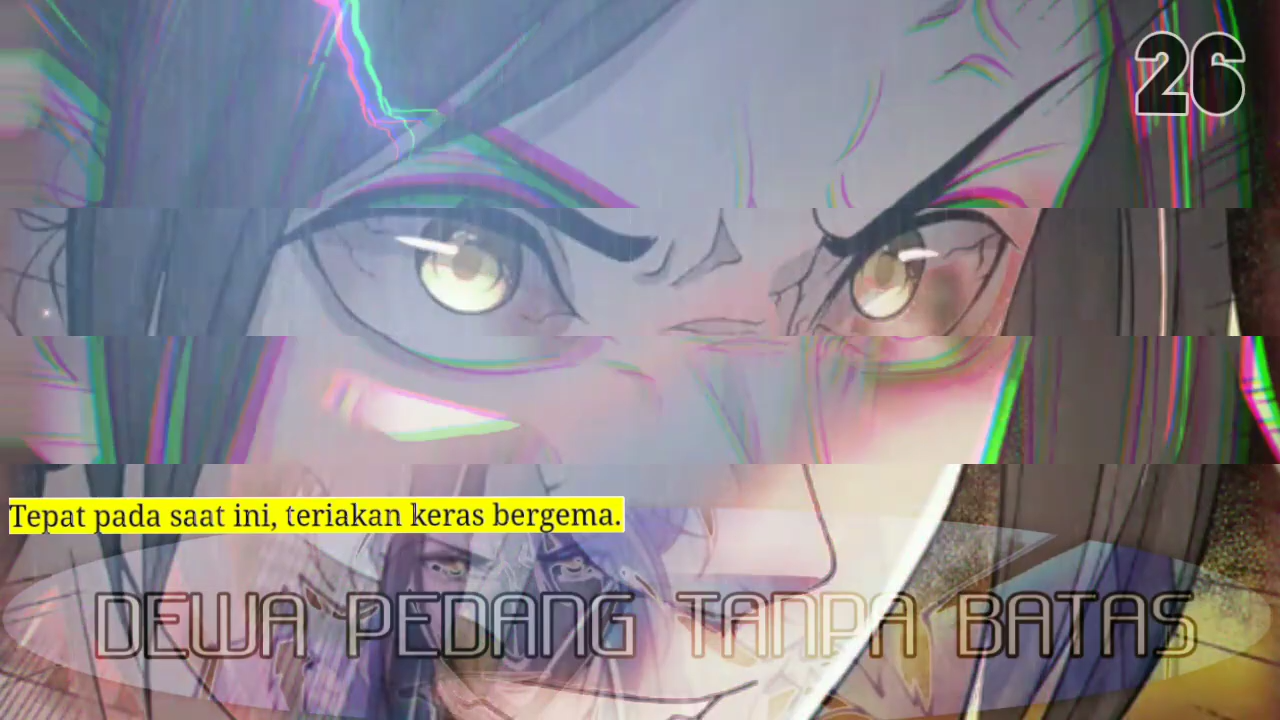 26
Tepat pada saat ini, teriakan keras bergema.
DEWA PEDANG TANPA BATAS